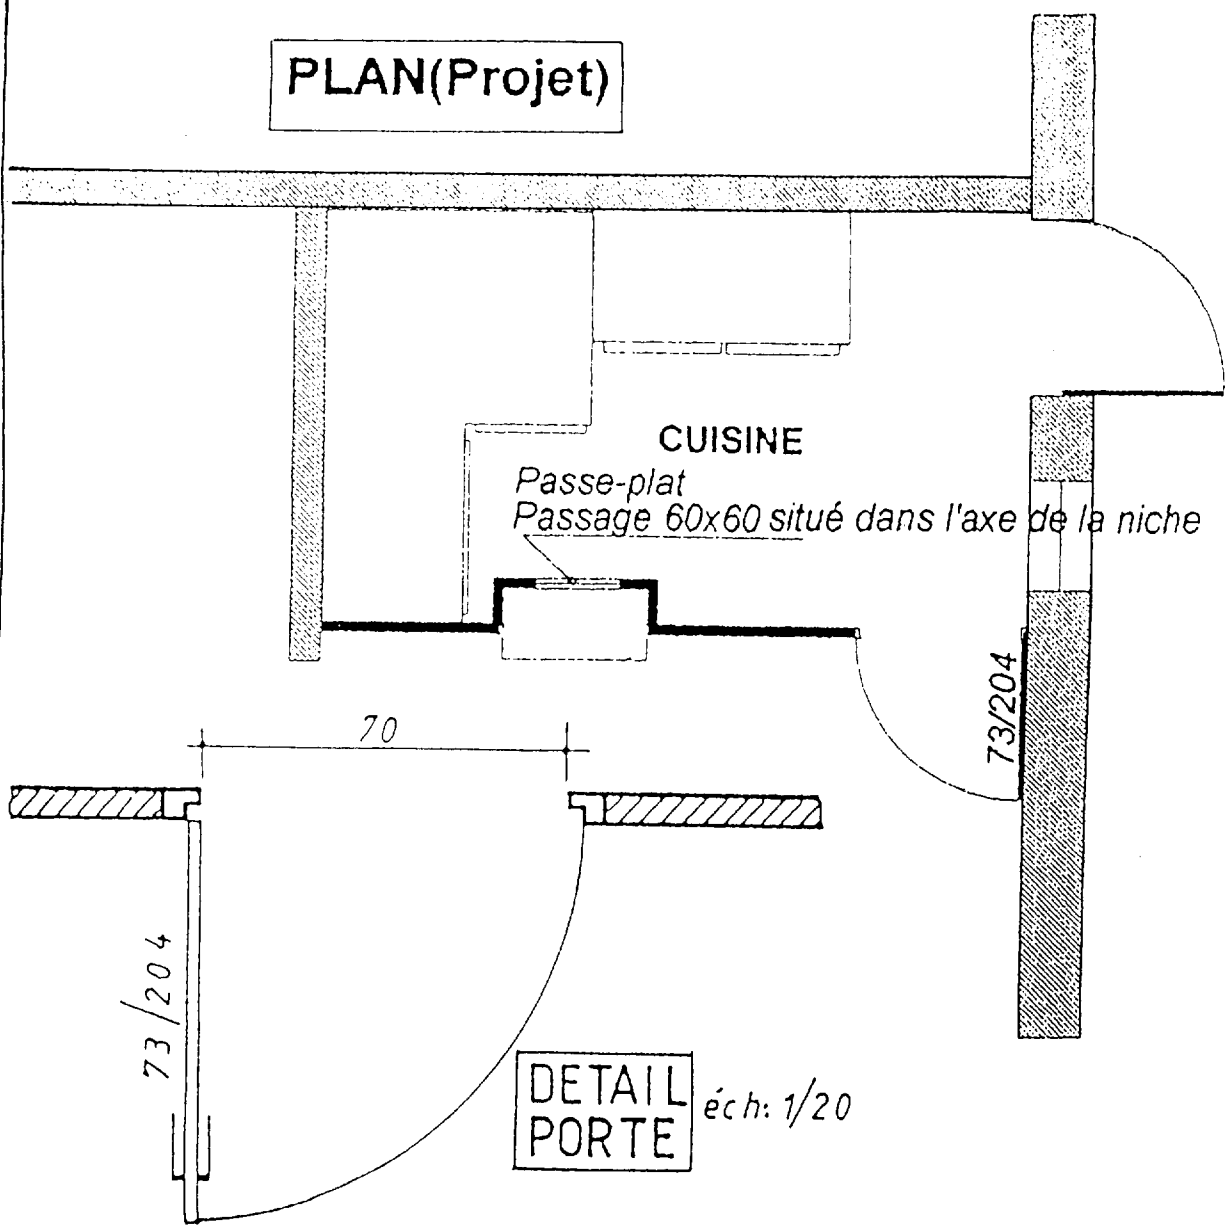 PLAN(Projet)
CUISINE
Passe-plat
Passage 60x60 situé dans l'axe de la niche
73/204
70
73/204
DETAIL
PORTE
éch: 1/20